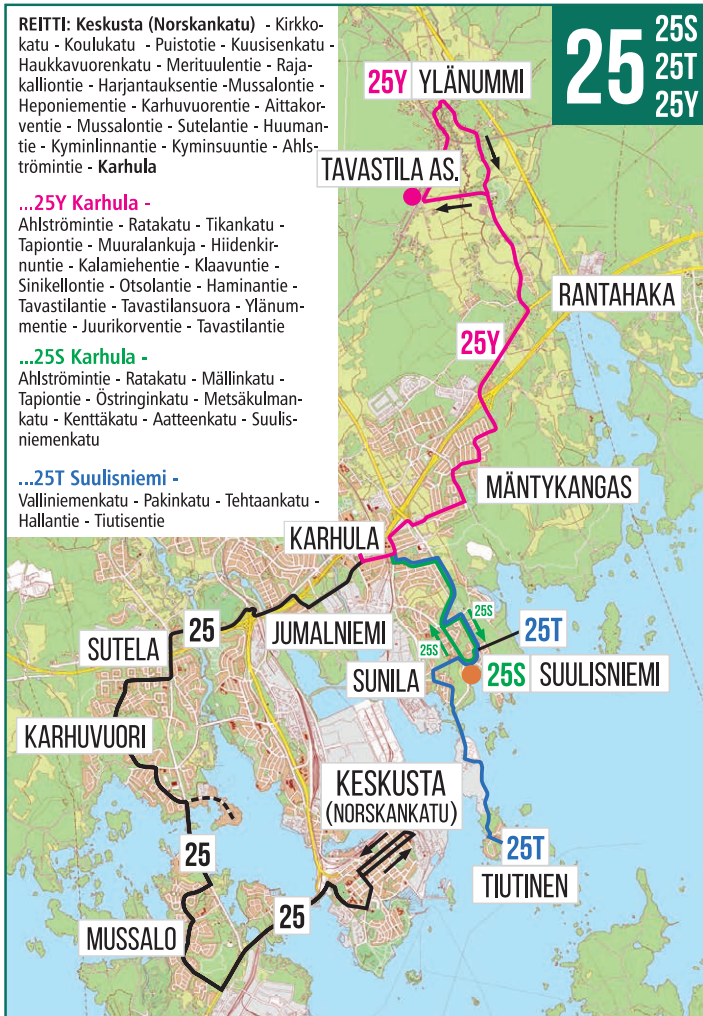 REITTI: Keskusta (Norskankatu) - Kirkko-
katu - Koulukatu - Puistotie - Kuusisenkatu -
Haukkavuorenkatu - Merituulentie - Raja-
kalliontie - Harjantauksentie -Mussalontie -
Heponiementie - Karhuvuorentie - Aittakor-
ventie - Mussalontie - Sutelantie - Huuman-
tie - Kyminlinnantie - Kyminsuuntie - Ahls-
trömintie - Karhula
...25Y Karhula -
Ahlströmintie - Ratakatu - Tikankatu -
Tapiontie - Muuralankuja - Hiidenkir-
nuntie - Kalamiehentie - Klaavuntie -
Sinikellontie - Otsolantie - Haminantie -
Tavastilantie - Tavastilansuora - Ylänum-
mentie - Juurikorventie - Tavastilantie
...25S Karhula -
Ahlströmintie - Ratakatu - Mällinkatu -
Tapiontie - Östringinkatu - Metsäkulman-
katu - Kenttäkatu - Aatteenkatu - Suulis-
niemenkatu
...25T Suulisniemi -
Valliniemenkatu - Pakinkatu - Tehtaankatu -
Hallantie - Tiutisentie
25
25S
25T
25Y
25Y YLÄNUMMI
TAVASTILA AS.
RANTAHAKA
25Y
MÄNTYKANGAS
KARHULA
25
JUMALNIEMI
SUTELA
25S
25S
25T
SUNILA
25S SUULISNIEMI
KARHUVUORI
KESKUSTA
(NORSKANKATU)
25
25T
TIUTINEN
25
MUSSALO